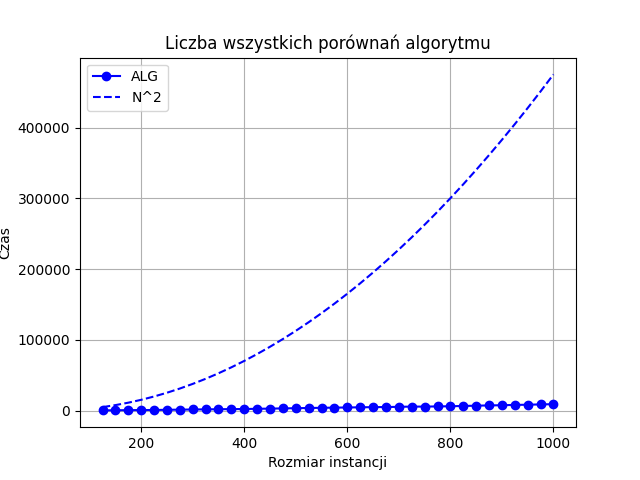 Liczba wszystkich porównań algorytmu
ALG
N^2
400000
300000
200000
100000
0
Czas
200 400 600 800 1000
Rozmiar instancji